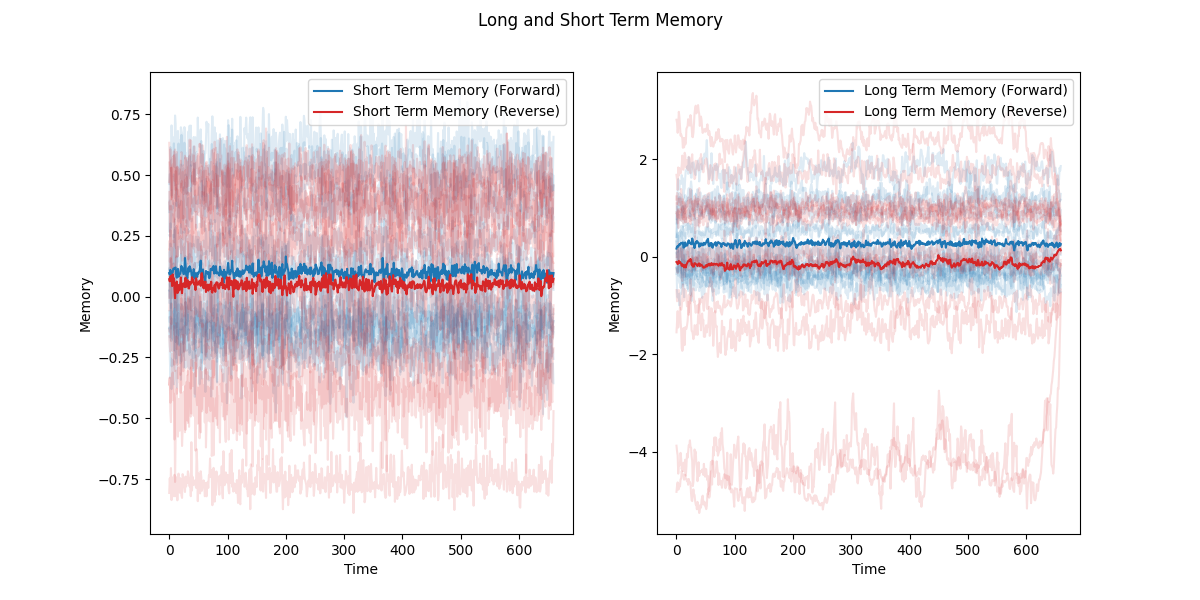 Long and Short Term Memory
Short Term Memory (Forward)
Short Term Memory (Reverse)
0.75
0.50
0.25
0.00
−0.25
−0.50
−0.75
Memory
0 100 200 300 400 500 600
Time
Long Term Memory (Forward)
Long Term Memory (Reverse)
2
0
−2
−4
Memory
0 100 200 300 400 500 600
Time